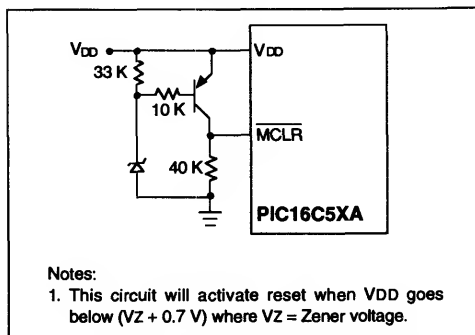 VDD
VDD
33 K
10 K
MCLR
40 K
PIC16C5XA
Notes:
1. This circuit will activate reset when VDD goes
below (VZ + 0.7 V) where VZ = Zener voltage.